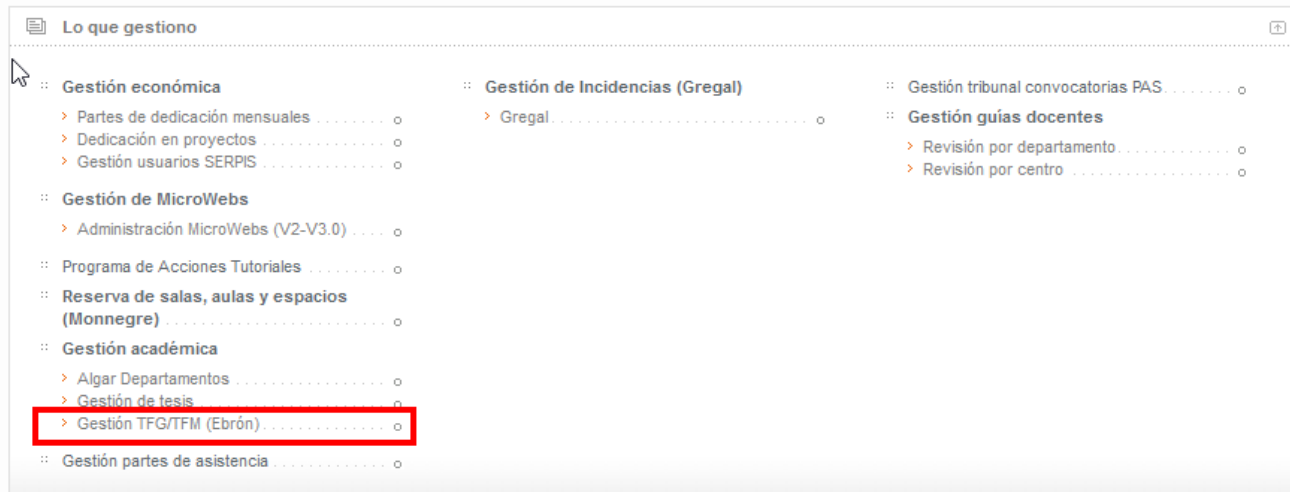 Lo que gestiono
Gestión económica
Partes de dedicación mensuales
Dedicación en proyectos
Gestión usuarios SERPIS
Gestión de MicroWebs
Administración MicroWebs (V2-V3.0)
Programa de Acciones Tutoriales
Reserva de salas, aulas y espacios
(Monnegre)
Gestión académica
Algar Departamentos
Gestión de tesis
Gestión TFG/TFM (Ebrón)
Gestión partes de asistencia
Gestión de Incidencias (Gregal)
Gregal
Gestión tribunal convocatorias PAS
Gestión guías docentes
Revisión por departamento
Revisión por centro